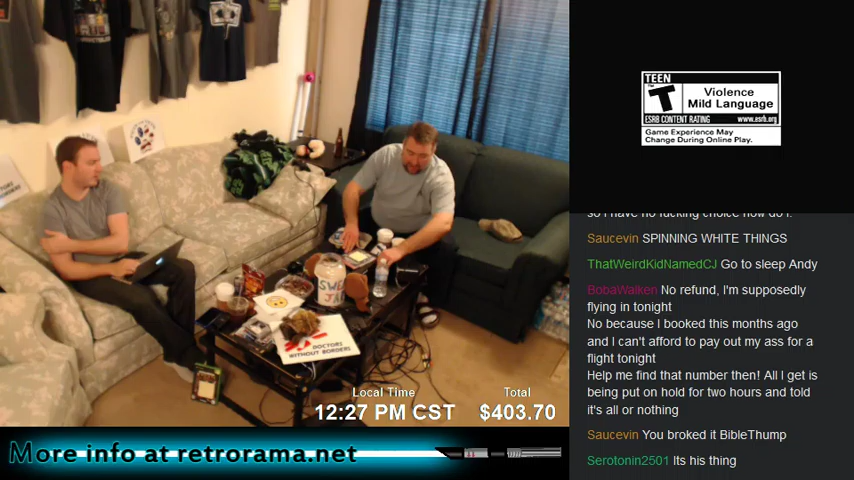 TEEN
T
Violence
Mild Language
ESRB CONTENT RATING www.esrb.org
Game Experience May
Change During Online Play.
so I have no fucking choice now do I.
Saucevin SPINNING WHITE THINGS
ThatWeirdKidNamedCJ Go to sleep Andy
BobaWalken No refund, I'm supposedly
flying in tonight
No because I booked this months ago
and I can't afford to pay out my ass for a
flight tonight
Help me find that number then! All I get is
being put on hold for two hours and told
it's all or nothing
Saucevin You broked it BibleThump
Serotonin2501 Its his thing
SWEAR
JAR
DOCTORS
WITHOUT BORDERS
Local Time
12:27 PM CST
Total
$403.70
More info at retrorama.net